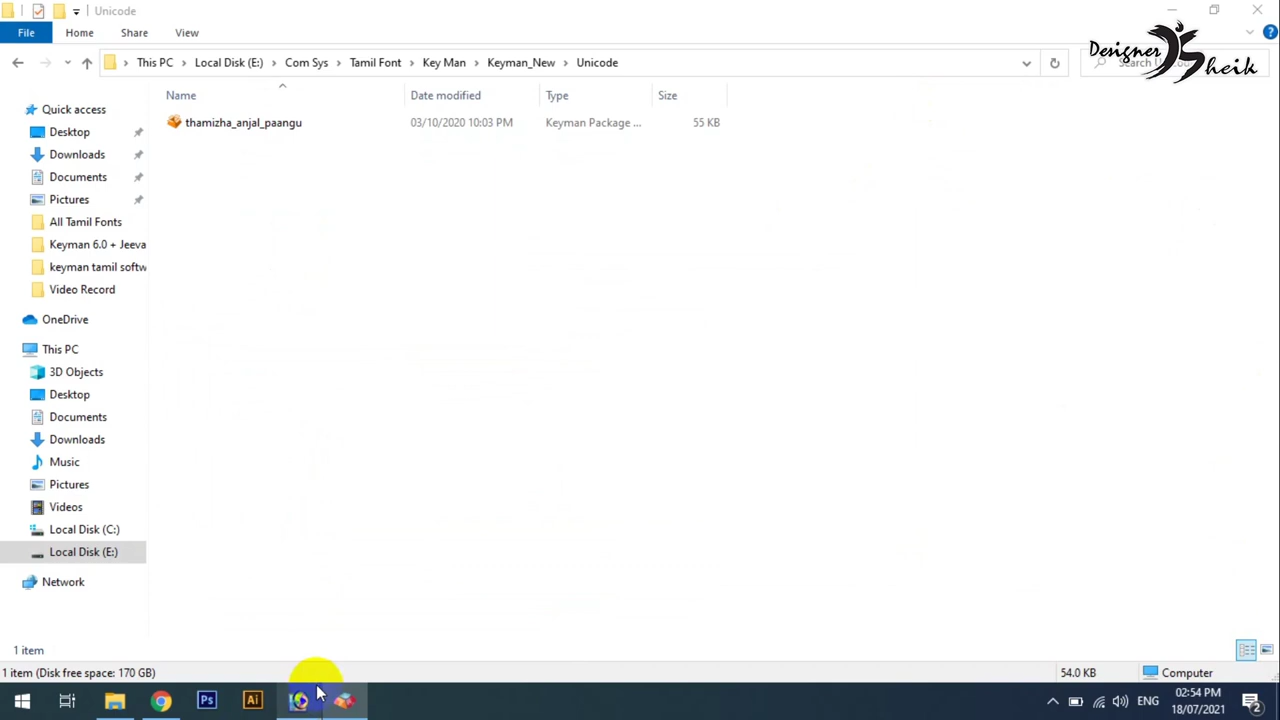 Unicode
File Home Share View
This PC Local Disk (E:) Com Sys Tamil Font Key Man Keyman_New Unicode
Designer Sheik
Name Date modified Type Size
thamizha_anjal_paangu 03/10/2020 10:03 PM Keyman Package ... 55 KB
Quick access
Desktop
Downloads
Documents
Pictures
All Tamil Fonts
Keyman 6.0 + Jeeva
keyman tamil softw
Video Record
OneDrive
This PC
3D Objects
Desktop
Documents
Downloads
Music
Pictures
Videos
Local Disk (C:)
Local Disk (E:)
Network
1 item
1 item (Disk free space: 170 GB) 54.0 KB Computer
Ps Ai ENG 02:54 PM
18/07/2021 2